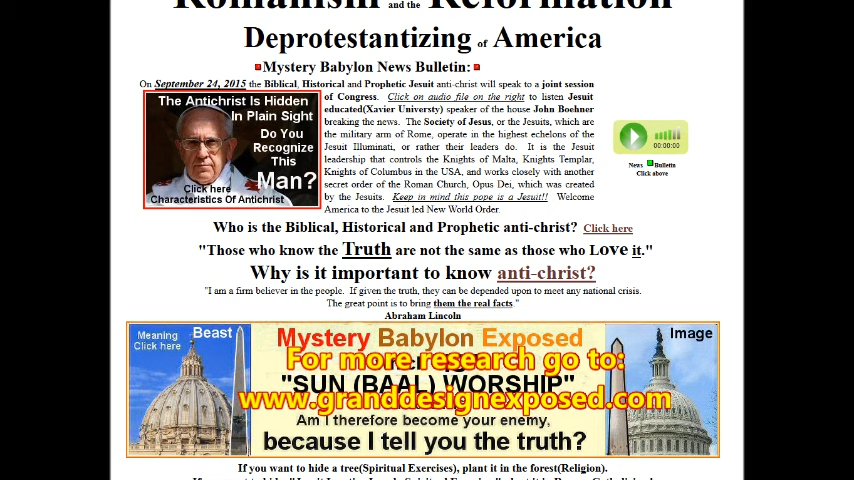 Romanism and the Reformation
Deprotestantizing of America
Mystery Babylon News Bulletin:
On September 24, 2015 the Biblical, Historical and Prophetic Jesuit anti-christ will speak to a joint session
of Congress. Click on audio file on the right to listen Jesuit
educated(Xavier Universty) speaker of the house John Boehner
breaking the news. The Society of Jesus, or the Jesuits, which are
the military arm of Rome, operate in the highest echelons of the
Jesuit Illuminati, or rather their leaders do. It is the Jesuit
leadership that controls the Knights of Malta, Knights Templar,
Knights of Columbus in the USA, and works closely with another
secret order of the Roman Church, Opus Dei, which was created
by the Jesuits. Keep in mind this pope is a Jesuit!! Welcome
America to the Jesuit led New World Order.
The Antichrist Is Hidden
In Plain Sight
Do You
Recognize
This
Man?
Click here
Characteristics Of Antichrist
00:00:00
News Bulletin
Click above
Who is the Biblical, Historical and Prophetic anti-christ? Click here
"Those who know the Truth are not the same as those who Love it."
Why is it important to know anti-christ?
"I am a firm believer in the people. If given the truth, they can be depended upon to meet any national crisis.
The great point is to bring them the real facts."
Abraham Lincoln
Meaning
Click here
Beast
Mystery Babylon Exposed
For more research go to:
"SUN (BAAL) WORSHIP"
www.granddesignexposed.com
Am I therefore become your enemy,
because I tell you the truth?
Image
If you want to hide a tree(Spiritual Exercises), plant it in the forest(Religion).